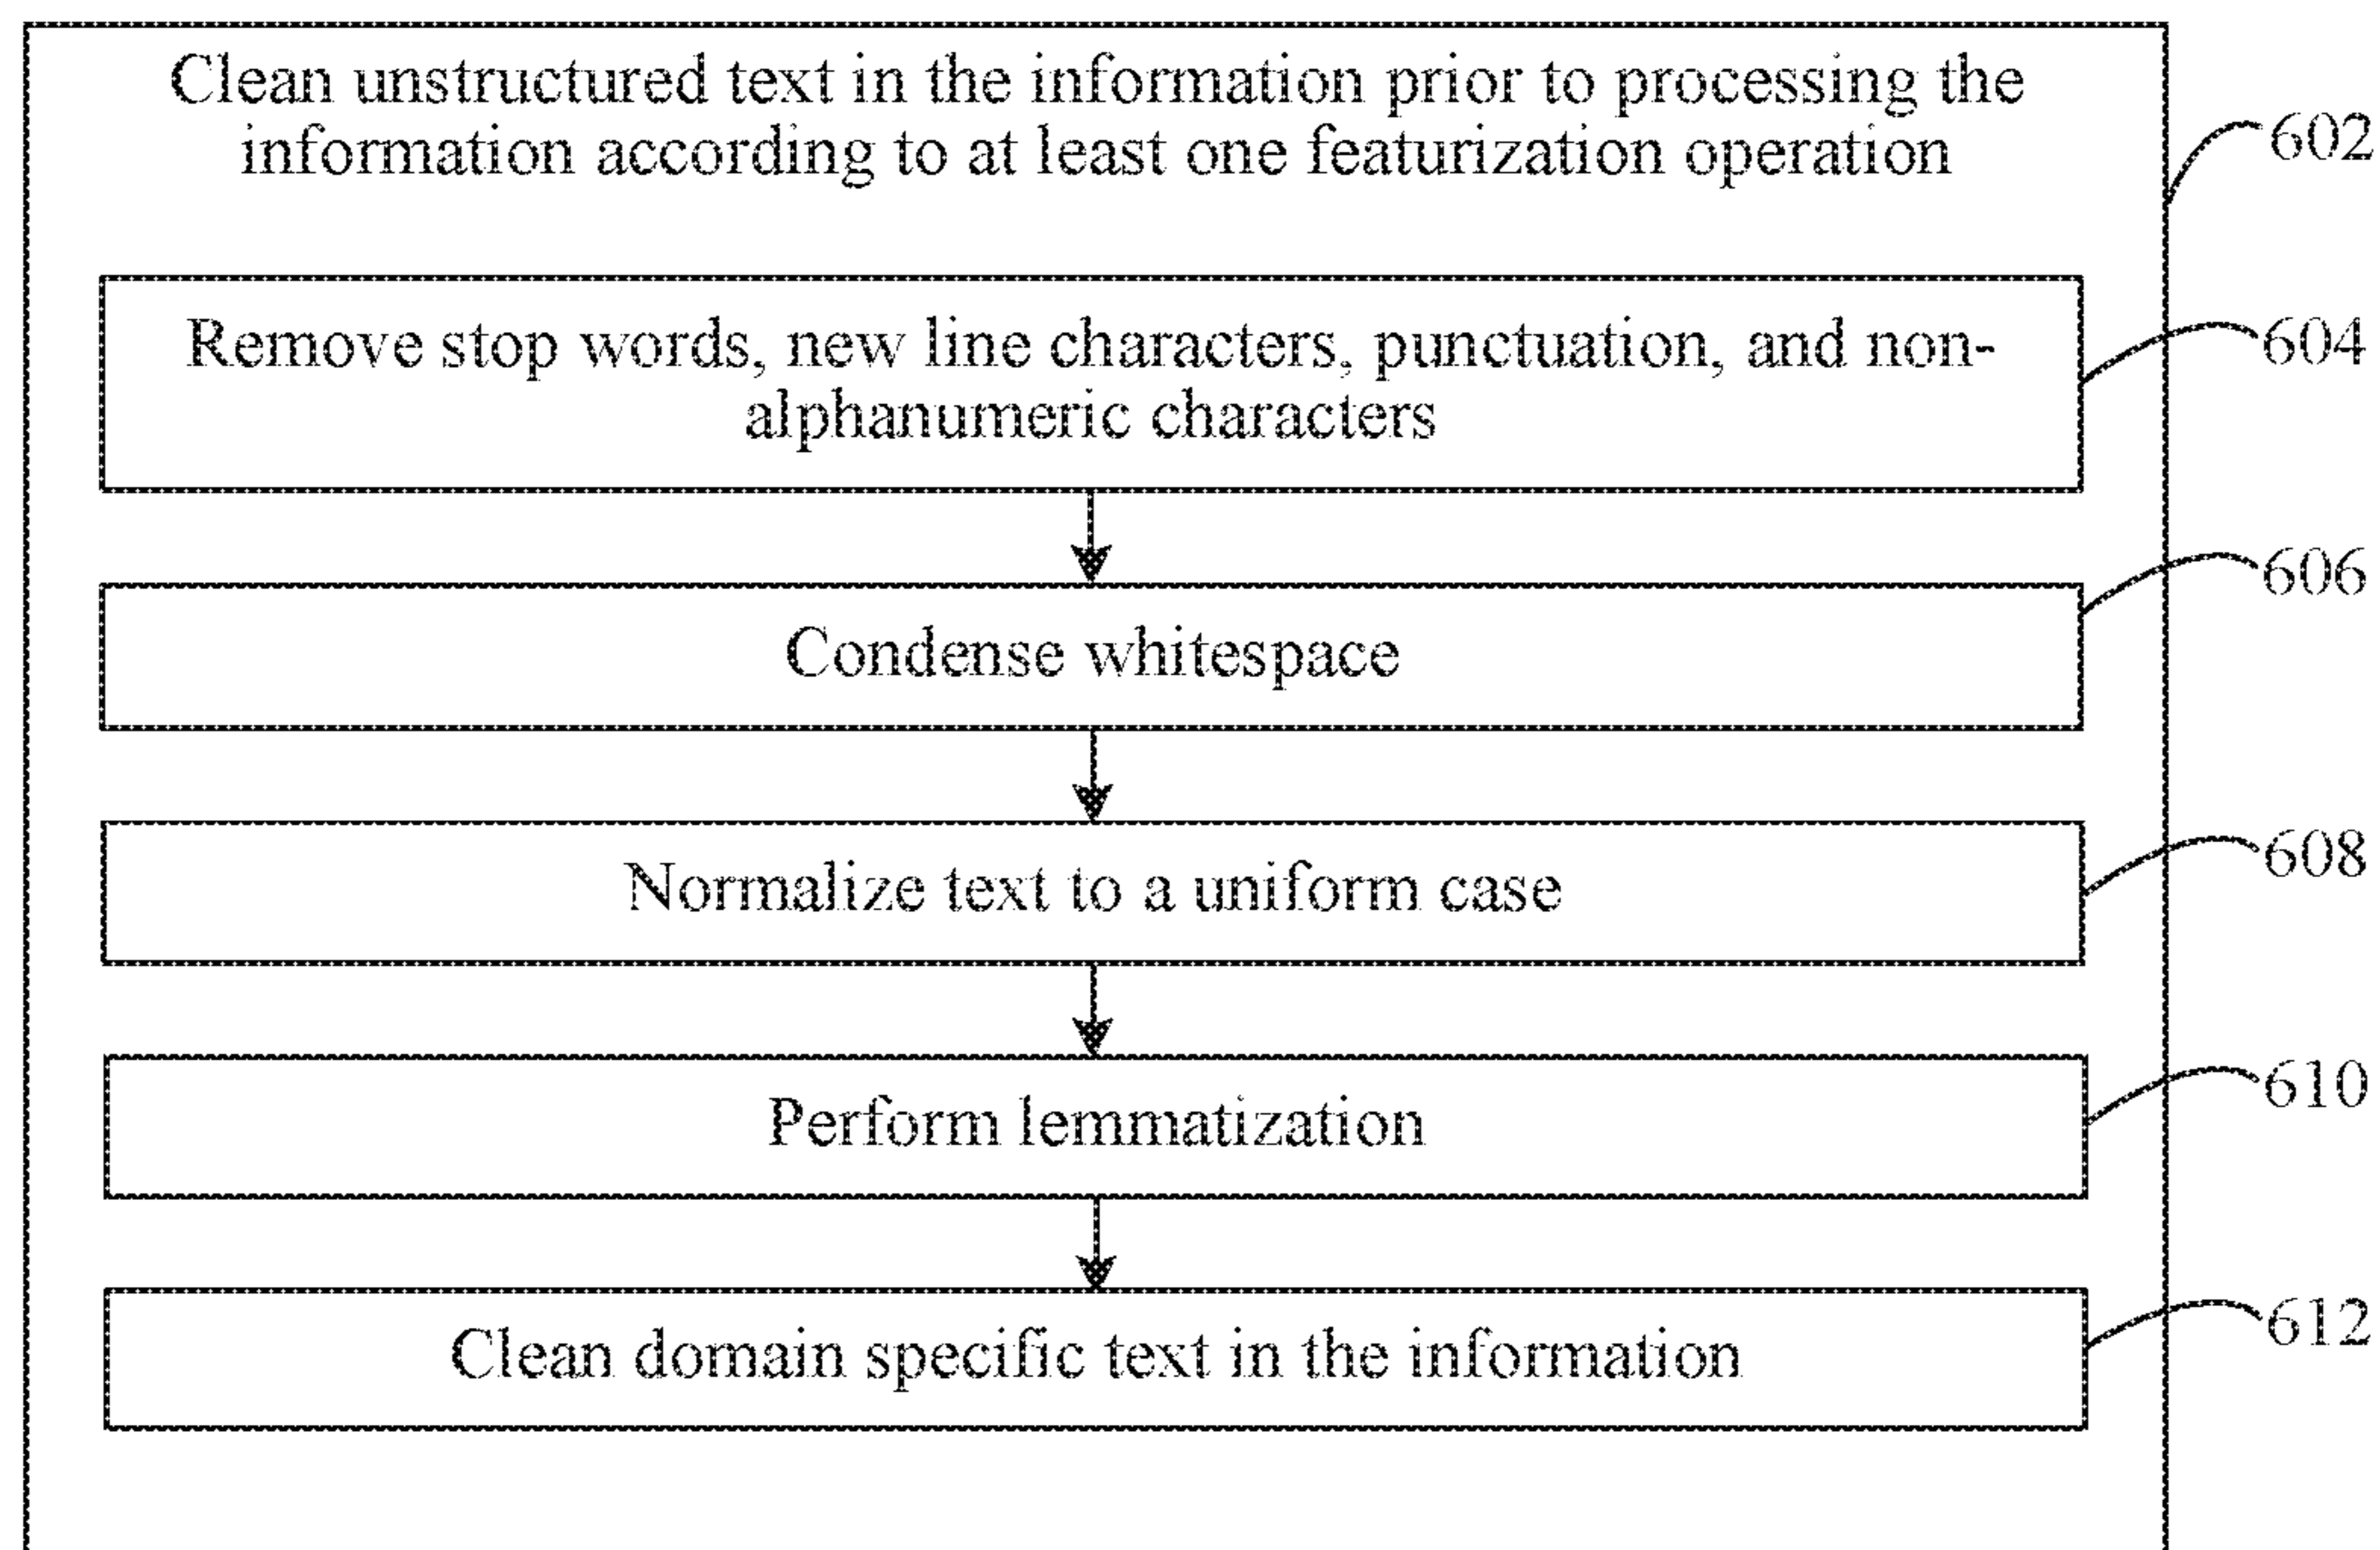 Clean unstructured text in the information prior to processing the
information according to at least one featurization operation
602
Remove stop words, new line characters, punctuation, and non-
alphanumeric characters
604
Condense whitespace
606
Normalize text to a uniform case
608
Perform lemmatization
610
Clean domain specific text in the information
612